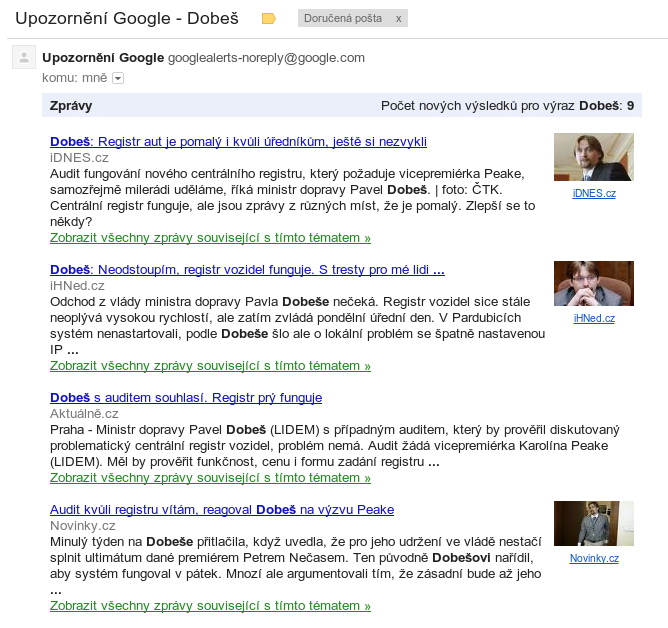 Upozornění Google - Dobeš
Doručená pošta x
Upozornění Google googlealerts-noreply@google.com
komu: mně
Zprávy Počet nových výsledků pro výraz Dobeš: 9
Dobeš: Registr aut je pomalý i kvůli úředníkům, ještě si nezvykli
iDNES.cz
Audit fungování nového centrálního registru, který požaduje vicepremiérka Peake,
samozřejmě milerádi uděláme, říká ministr dopravy Pavel Dobeš. | foto: ČTK.
Centrální registr funguje, ale jsou zprávy z různých míst, že je pomalý. Zlepší se to
někdy?
Zobrazit všechny zprávy související s tímto tématem »
iDNES.cz
Dobeš: Neodstoupím, registr vozidel funguje. S tresty pro mé lidi ...
iHNed.cz
Odchod z vlády ministra dopravy Pavla Dobeše nečeká. Registr vozidel sice stále
neoplývá vysokou rychlostí, ale zatím zvládá pondělní úřední den. V Pardubicích
systém nenastartovali, podle Dobeše šlo ale o lokální problém se špatně nastavenou
IP ...
Zobrazit všechny zprávy související s tímto tématem »
iHNed.cz
Dobeš s auditem souhlasí. Registr prý funguje
Aktuálně.cz
Praha - Ministr dopravy Pavel Dobeš (LIDEM) s případným auditem, který by prověřil diskutovaný
problematický centrální registr vozidel, problém nemá. Audit žádá vicepremiérka Karolína Peake
(LIDEM). Měl by prověřit funkčnost, cenu i formu zadání registru ...
Zobrazit všechny zprávy související s tímto tématem »
Audit kvůli registru vítám, reagoval Dobeš na výzvu Peake
Novinky.cz
Minulý týden na Dobeše přitlačila, když uvedla, že pro jeho udržení ve vládě nestačí
splnit ultimátum dané premiérem Petrem Nečasem. Ten původně Dobešovi nařídil,
aby systém fungoval v pátek. Mnozí ale argumentovali tím, že zásadní bude až jeho
...
Zobrazit všechny zprávy související s tímto tématem »
Novinky.cz